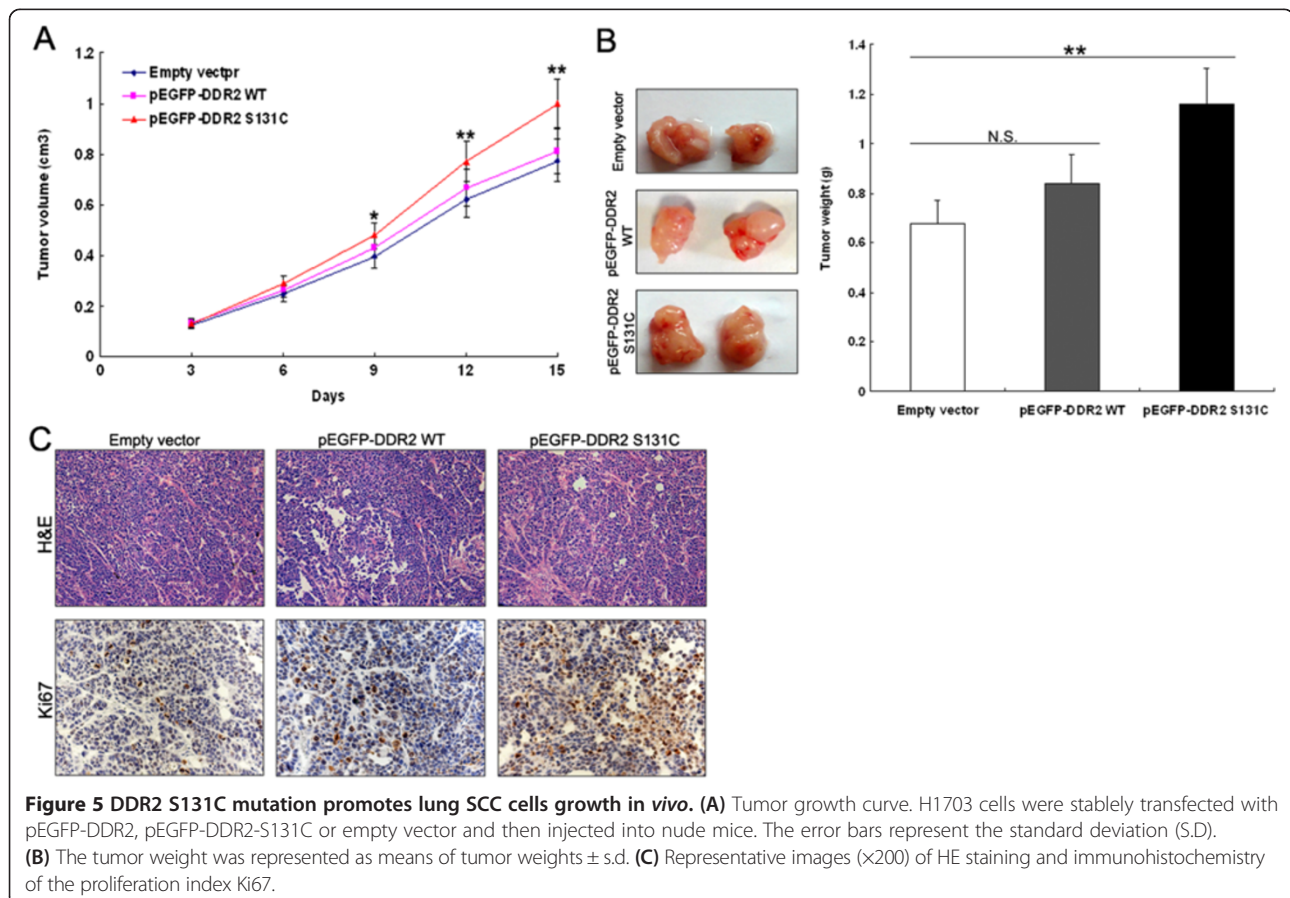 A
1.2
1
0.8
0.6
0.4
0.2
0
Tumor volume (cm3)
Empty vectpr
pEGFP-DDR2 WT
pEGFP-DDR2 S131C
*
**
**
3 6 9 12 15
Days
B
Empty vector
pEGFP-DDR2
WT
pEGFP-DDR2
S131C
1.4
1.2
1
0.8
0.6
0.4
0.2
0
Tumor weight (g)
**
N.S.
Empty vector pEGFP-DDR2 WT pEGFP-DDR2 S131C
C
Empty vector pEGFP-DDR2 WT pEGFP-DDR2 S131C
H&E
Ki67
Figure 5 DDR2 S131C mutation promotes lung SCC cells growth in vivo. (A) Tumor growth curve. H1703 cells were stablely transfected with
pEGFP-DDR2, pEGFP-DDR2-S131C or empty vector and then injected into nude mice. The error bars represent the standard deviation (S.D).
(B) The tumor weight was represented as means of tumor weights ± s.d. (C) Representative images (×200) of HE staining and immunohistochemistry
of the proliferation index Ki67.